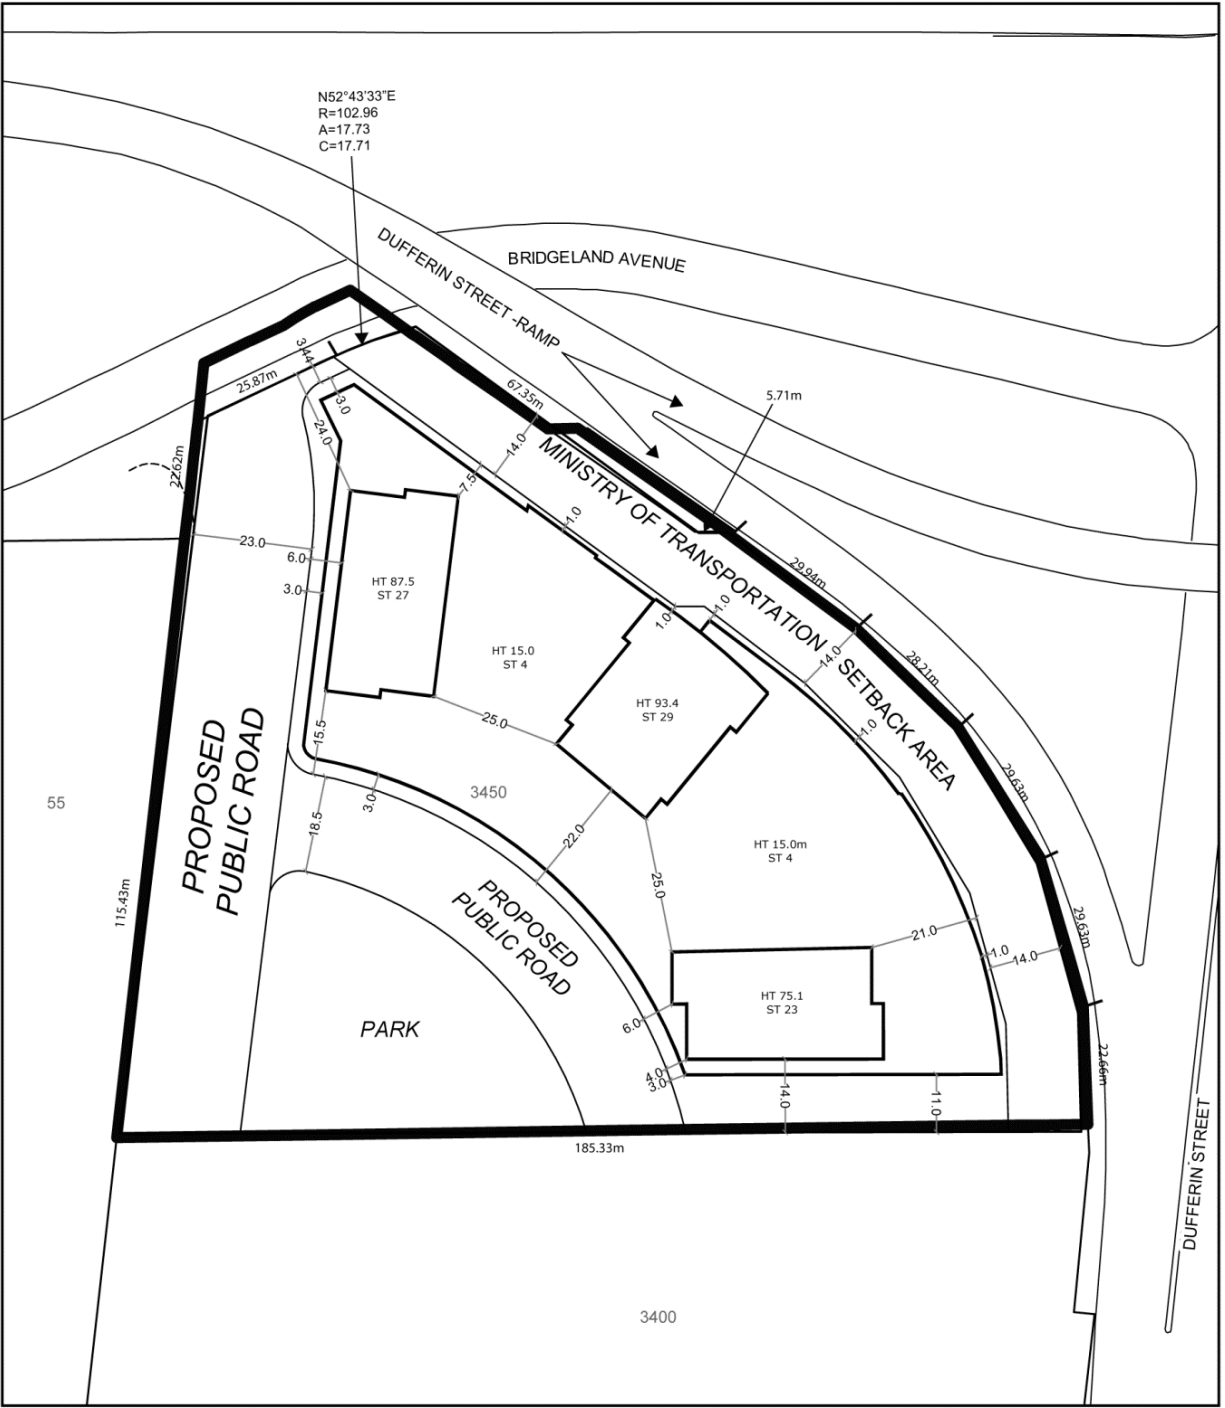 N52°43'33"E
R=102.96
A=17.73
C=17.71
BRIDGELAND AVENUE
DUFFERIN STREET -RAMP
3.44
25.87m
3.0
67.35m
5.71m
24.0
14.0
MINISTRY OF TRANSPORTATION - SETBACK AREA
22.62m
7.5
1.0
23.0
6.0
3.0
HT 87.5
ST 27
29.94m
1.0
1.0
HT 15.0
ST 4
14.0
28.21m
HT 93.4
ST 29
25.0
15.5
1.0
PROPOSED
PUBLIC ROAD
29.63m
3450
3.0
55
18.5
22.0
HT 15.0m
ST 4
25.0
115.43m
PROPOSED
PUBLIC ROAD
21.0
29.63m
1.0
14.0
HT 75.1
ST 23
PARK
6.0
4.0
3.0
14.0
11.0
22.66m
185.33m
DUFFERIN STREET
3400